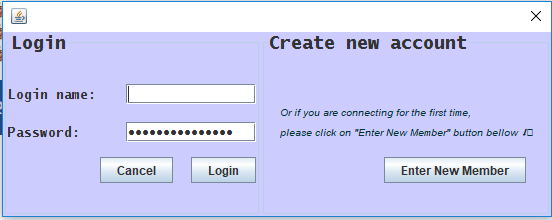 Login
Login name:
Password: •••••••••••••••
Cancel Login
Create new account
Or if you are connecting for the first time,
please click on "Enter New Member" button bellow
Enter New Member